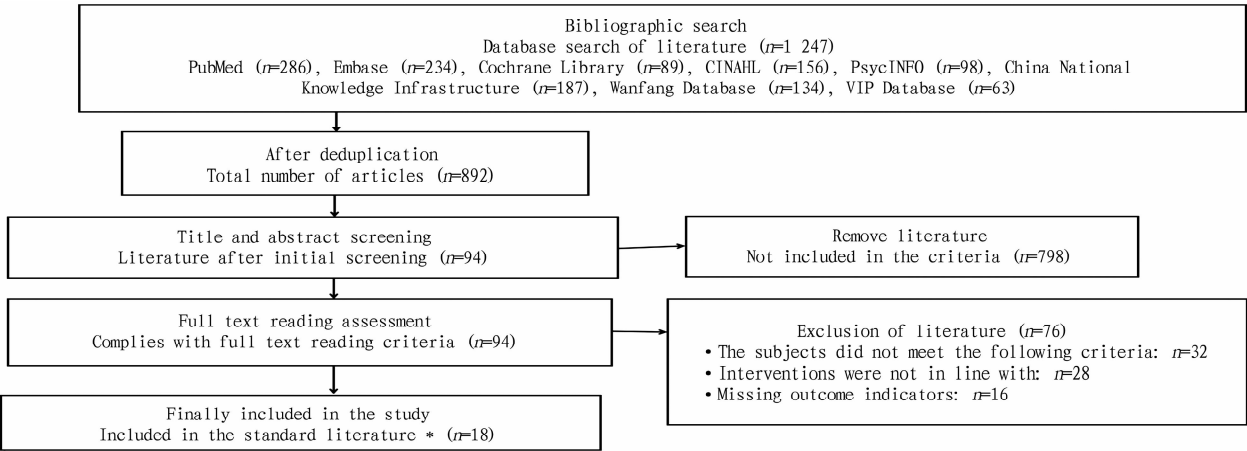 Bibliographic search
Database search of literature (n=1 247)
PubMed (n=286), Embase (n=234), Cochrane Library (n=89), CINAHL (n=156), PsycINFO (n=98), China National
Knowledge Infrastructure (n=187), Wanfang Database (n=134), VIP Database (n=63)
After deduplication
Total number of articles (n=892)
Title and abstract screening
Literature after initial screening (n=94)
Remove literature
Not included in the criteria (n=798)
Full text reading assessment
Complies with full text reading criteria (n=94)
Exclusion of literature (n=76)
• The subjects did not meet the following criteria: n=32
• Interventions were not in line with: n=28
• Missing outcome indicators: n=16
Finally included in the study
Included in the standard literature * (n=18)